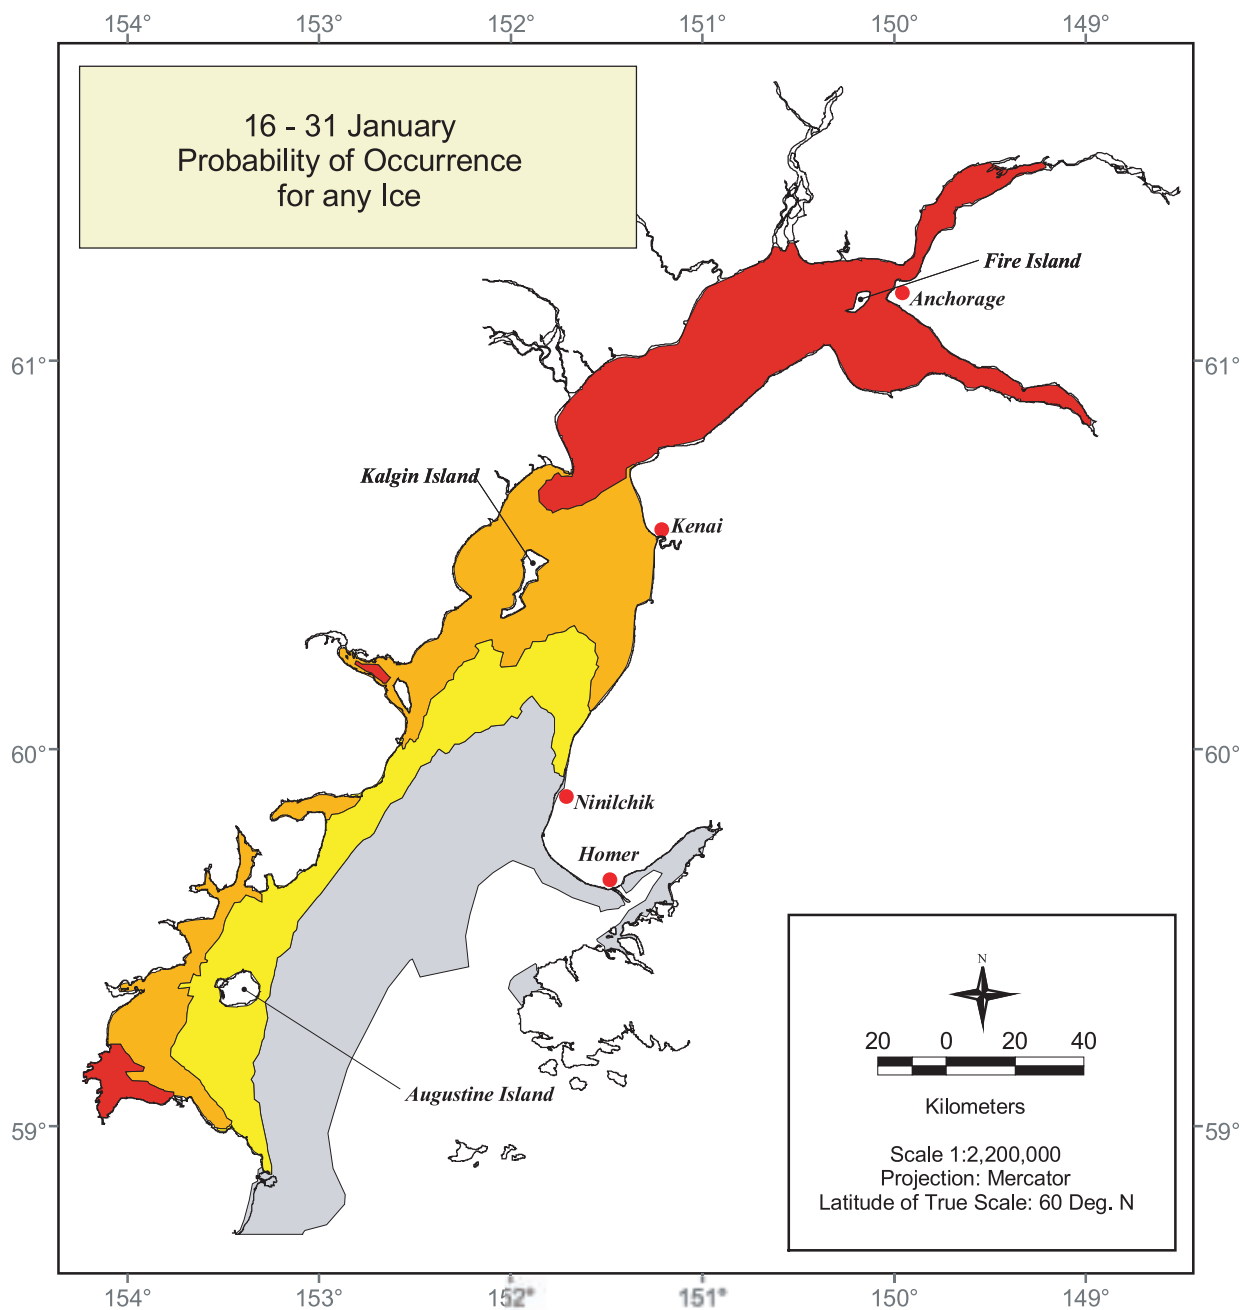 154° 153° 152° 151° 150° 149°
16 - 31 January
Probability of Occurrence
for any Ice
Fire Island
Anchorage
61° 61°
Kalgin Island
Kenai
60° 60°
Ninilchik
Homer
N
20 0 20 40
Kilometers
Augustine Island
59° 59°
Scale 1:2,200,000
Projection: Mercator
Latitude of True Scale: 60 Deg. N
154° 153° 152° 151° 150° 149°